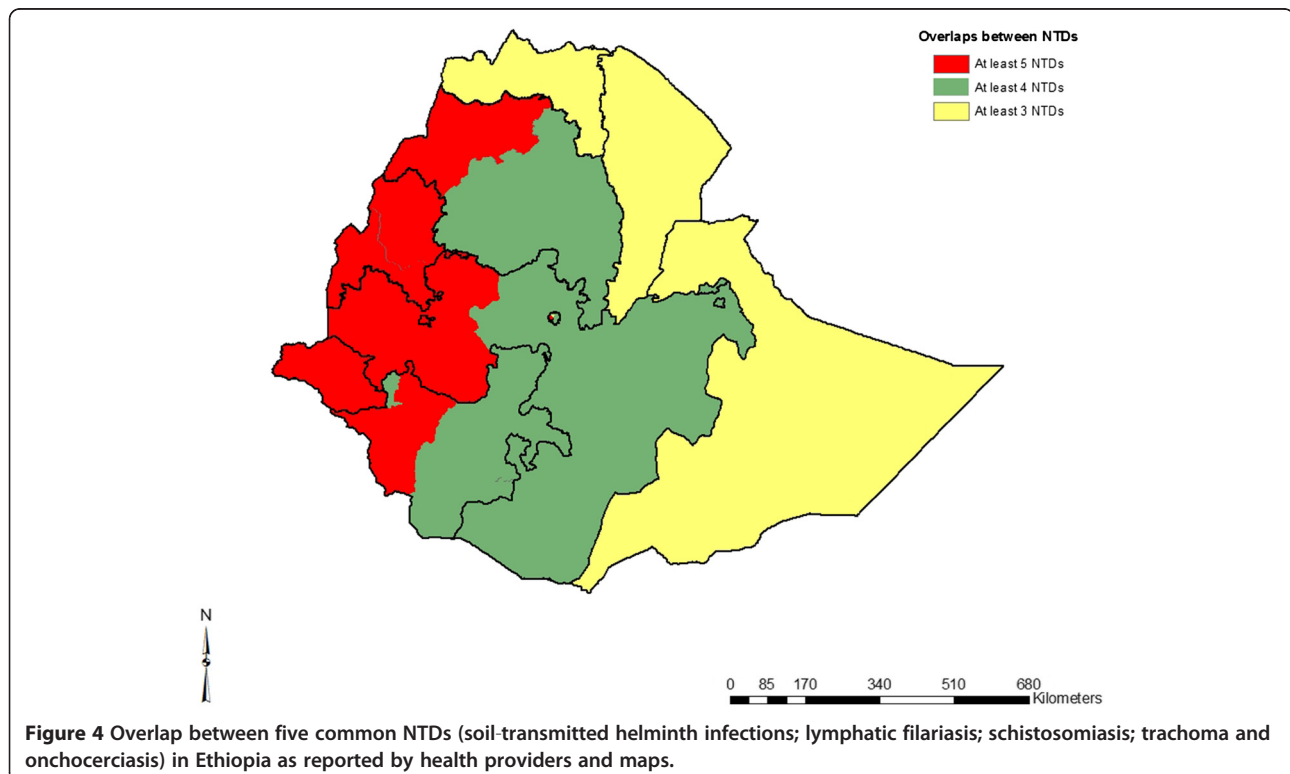 Overlaps between NTDs
At least 5 NTDs
At least 4 NTDs
At least 3 NTDs
N
0 85 170 340 510 680
Kilometers
Figure 4 Overlap between five common NTDs (soil-transmitted helminth infections; lymphatic filariasis; schistosomiasis; trachoma and
onchocerciasis) in Ethiopia as reported by health providers and maps.